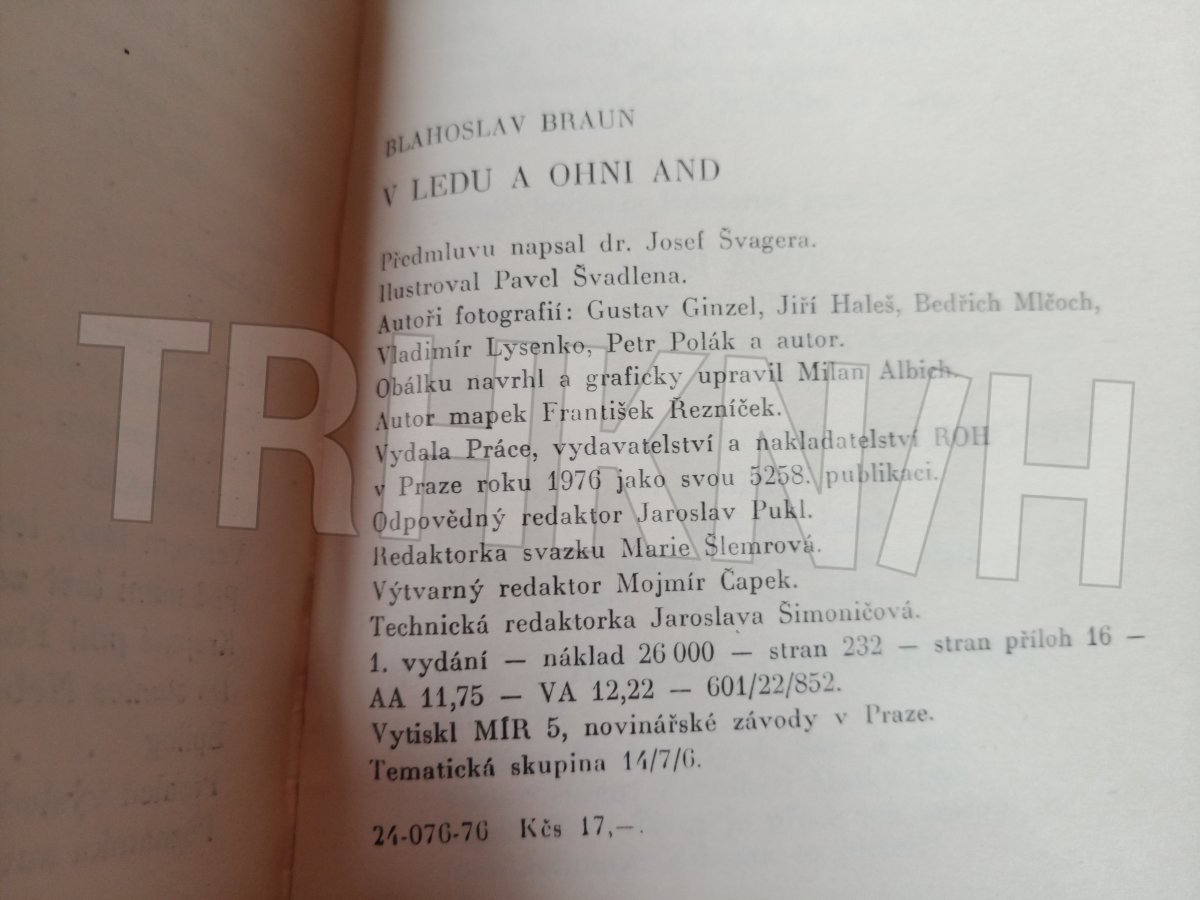 BLAHOSLAV BRAUN
V LEDU A OHNI AND
Předmluvu napsal dr. Josef Švagera.
Ilustroval Pavel Švadlena.
Autoři fotografií: Gustav Ginzel, Jiří Haleš, Bedřich Mlčoch,
Vladimír Lysenko, Petr Polák a autor.
Obálku navrhl a graficky upravil Milan Albich.
Autor mapek František Řezníček.
Vydala Práce, vydavatelství a nakladatelství ROH
v Praze roku 1976 jako svou 5258. publikaci.
Odpovědný redaktor Jaroslav Pukl.
Redaktorka svazku Marie Šlemrová.
Výtvarný redaktor Mojmír Čapek.
Technická redaktorka Jaroslava Šimoničová.
1. vydání — náklad 26 000 — stran 232 — stran příloh 16 —
AA 11,75 — VA 12,22 — 601/22/852.
Vytiskl MÍR 5, novinářské závody v Praze.
Tematická skupina 14/7/6.
24-076-76 Kčs 17,—.